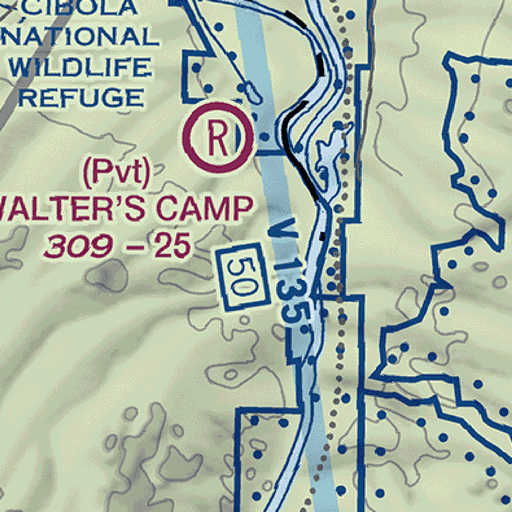 CIBOLA
NATIONAL
WILDLIFE
REFUGE
R
(Pvt)
WALTER'S CAMP
309 – 25
50
V 135